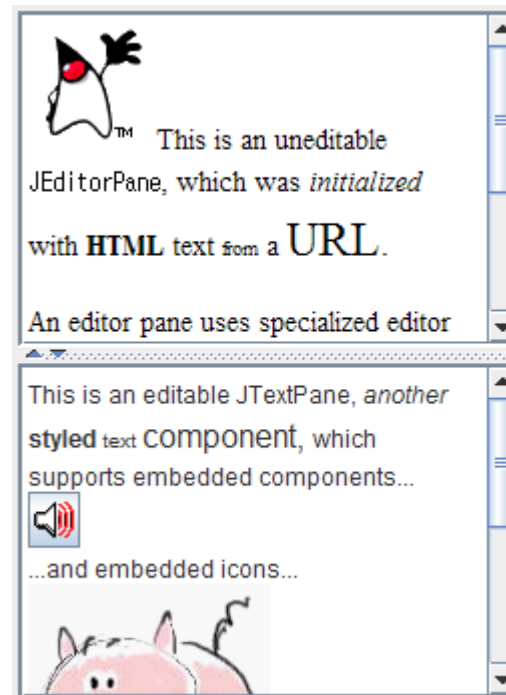 TM This is an uneditable
JEditorPane, which was initialized
with HTML text from a URL.
An editor pane uses specialized editor
This is an editable JTextPane, another
styled text component, which
supports embedded components...
...and embedded icons...